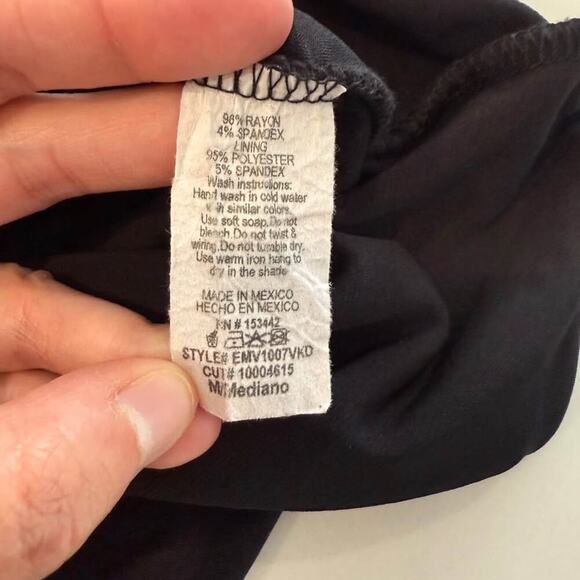 96% RAYON
4% SPANDEX
LINING
95% POLYESTER
5% SPANDEX
Wash instructions:
Hand wash in cold water
with similar colors.
Use soft soap.Do not
bleach.Do not twist &
wiring.Do not tumble dry.
Use warm iron hang to
dry in the shade
MADE IN MEXICO
HECHO EN MEXICO
RN # 153442
STYLE# EMV1007VKD
CUT# 10004615
M/Mediano